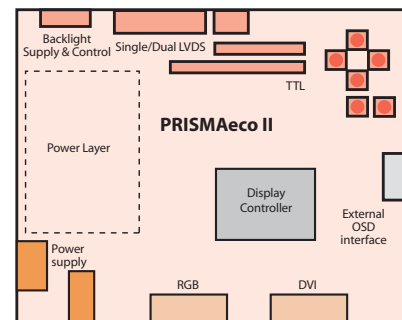 Backlight
Supply & Control
Single/Dual LVDS
TTL
PRISMAeco II
Power Layer
Display
Controller
External
OSD
interface
Power
supply
RGB
DVI